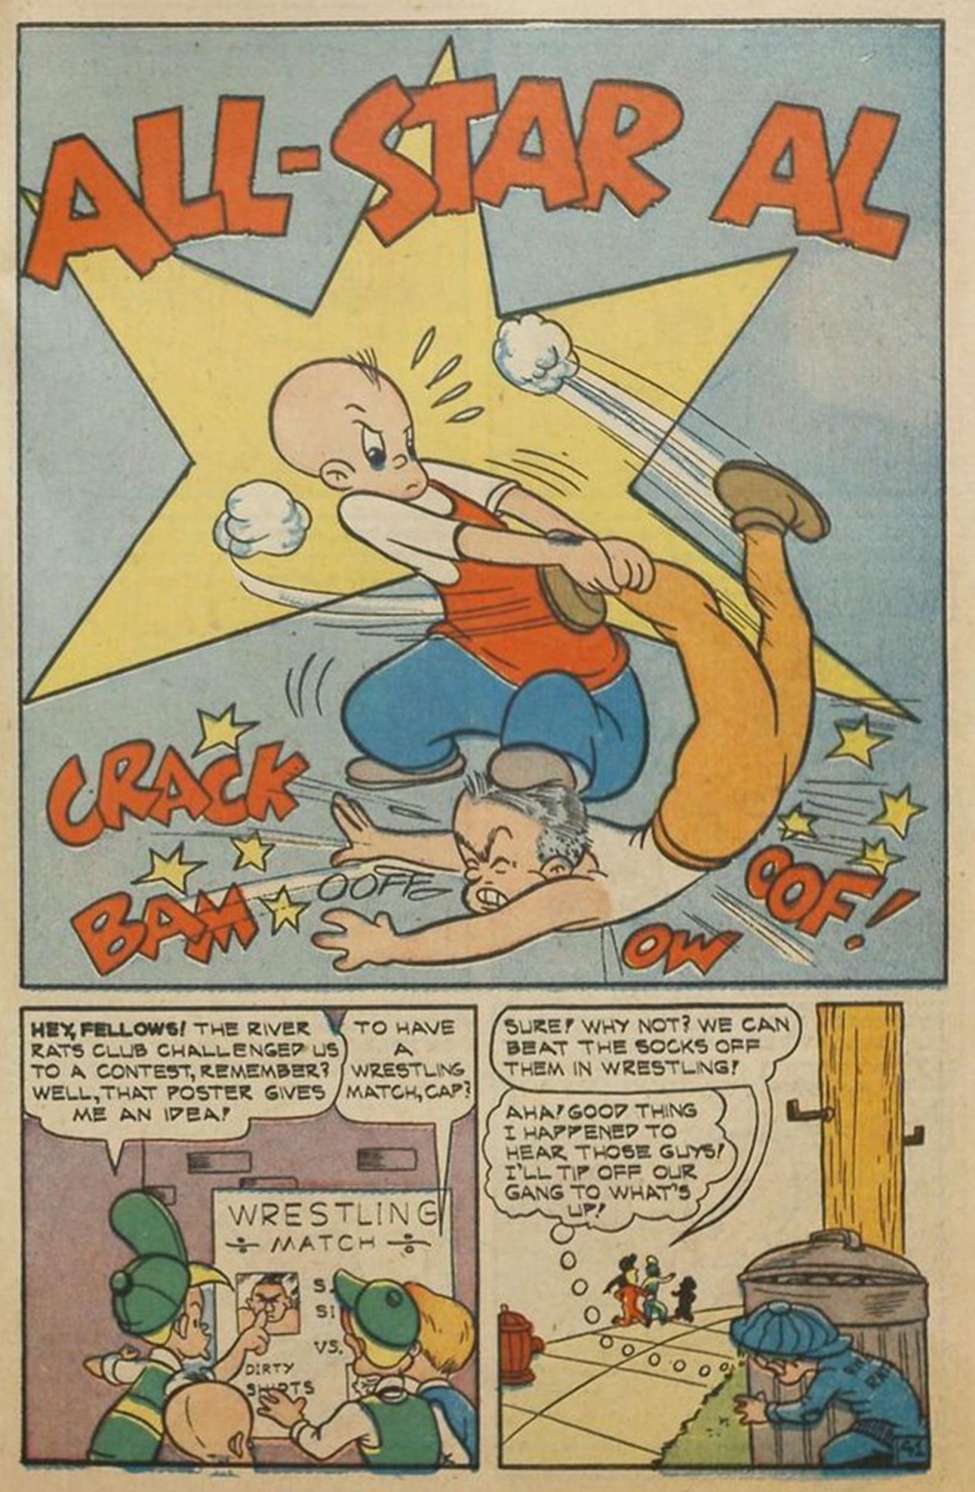 ALL-STAR AL
CRACK
BAM
OOFF
OW
OOF!
HEY, FELLOWS! THE RIVER
RATS CLUB CHALLENGED US
TO A CONTEST, REMEMBER?
WELL, THAT POSTER GIVES
ME AN IDEA!
TO HAVE
A
WRESTLING
MATCH, CAP?
WRESTLING
MATCH
S.
SI
VS.
DIRTY
SHIRTS
SURE! WHY NOT? WE CAN
BEAT THE SOCKS OFF
THEM IN WRESTLING!
AHA! GOOD THING
I HAPPENED TO
HEAR THOSE GUYS!
I'LL TIP OFF OUR
GANG TO WHAT'S
UP!
41